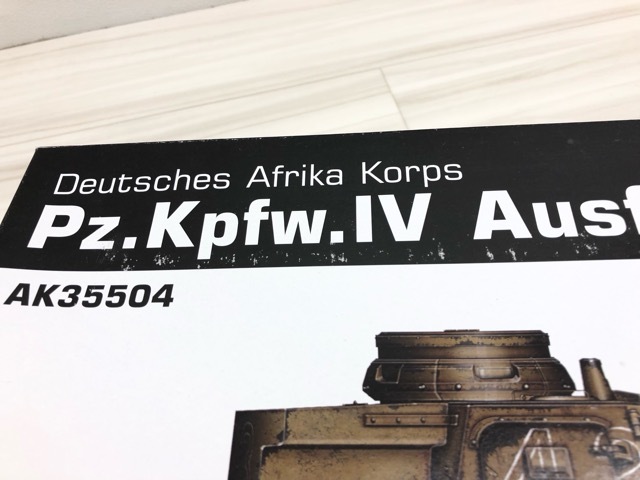 Deutsches Afrika Korps
Pz.Kpfw.IV Ausf
AK35504